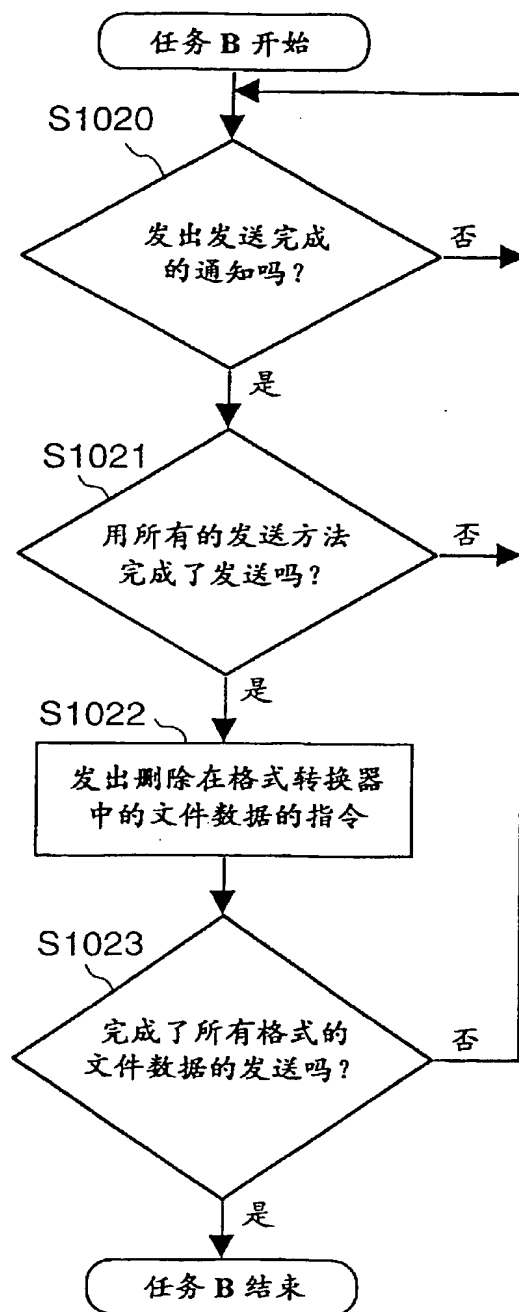 任务 B 开始
S1020
发出发送完成
的通知吗？
否
是
S1021
用所有的发送方法
完成了发送吗？
否
是
S1022
发出删除在格式转换器
中的文件数据的指令
S1023
完成了所有格式的
文件数据的发送吗？
否
是
任务 B 结束